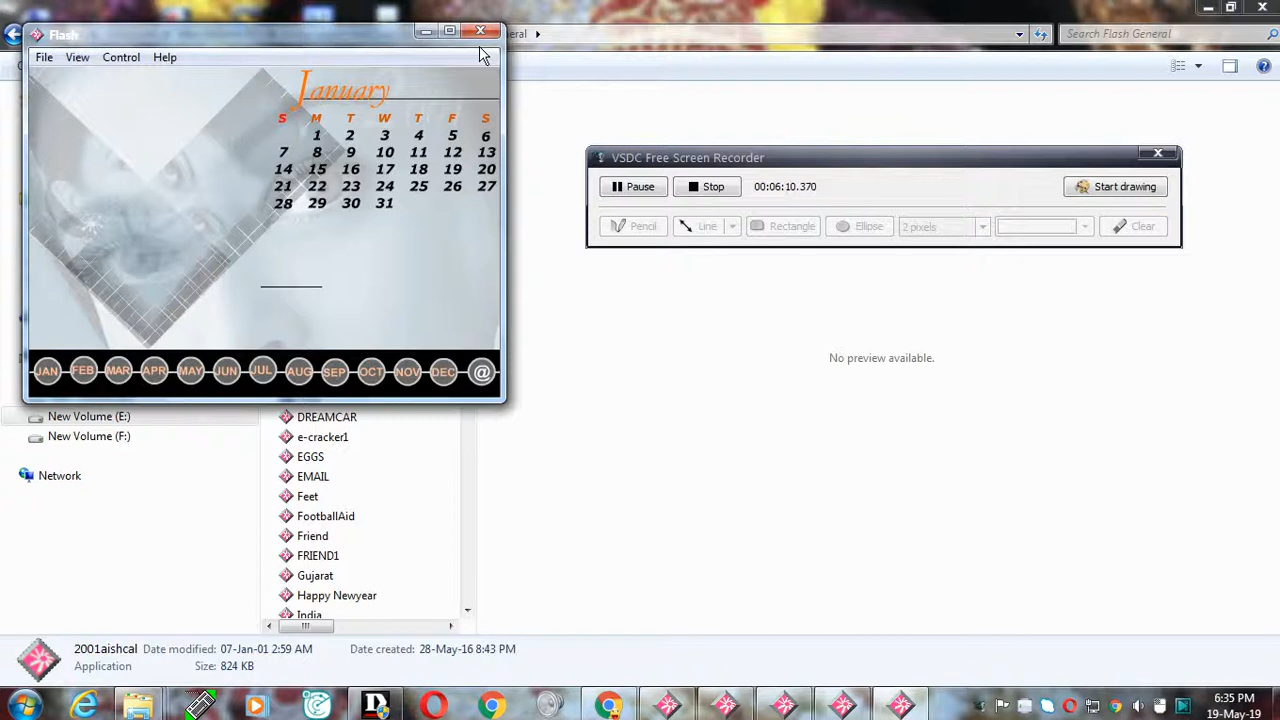 Flash
eneral
Search Flash General
File View Control Help
January
S M T W T F S
1 2 3 4 5 6
7 8 9 10 11 12 13
14 15 16 17 18 19 20
21 22 23 24 25 26 27
28 29 30 31
JAN FEB MAR APR MAY JUN JUL AUG SEP OCT NOV DEC @
VSDC Free Screen Recorder
Pause Stop 00:06:10.370 Start drawing
Pencil Line Rectangle Ellipse 2 pixels Clear
No preview available.
New Volume (E:)
New Volume (F:)
Network
DREAMCAR
e-cracker1
EGGS
EMAIL
Feet
FootballAid
Friend
FRIEND1
Gujarat
Happy Newyear
India
2001aishcal Date modified: 07-Jan-01 2:59 AM Date created: 28-May-16 8:43 PM
Application Size: 824 KB
6:35 PM
19-May-19